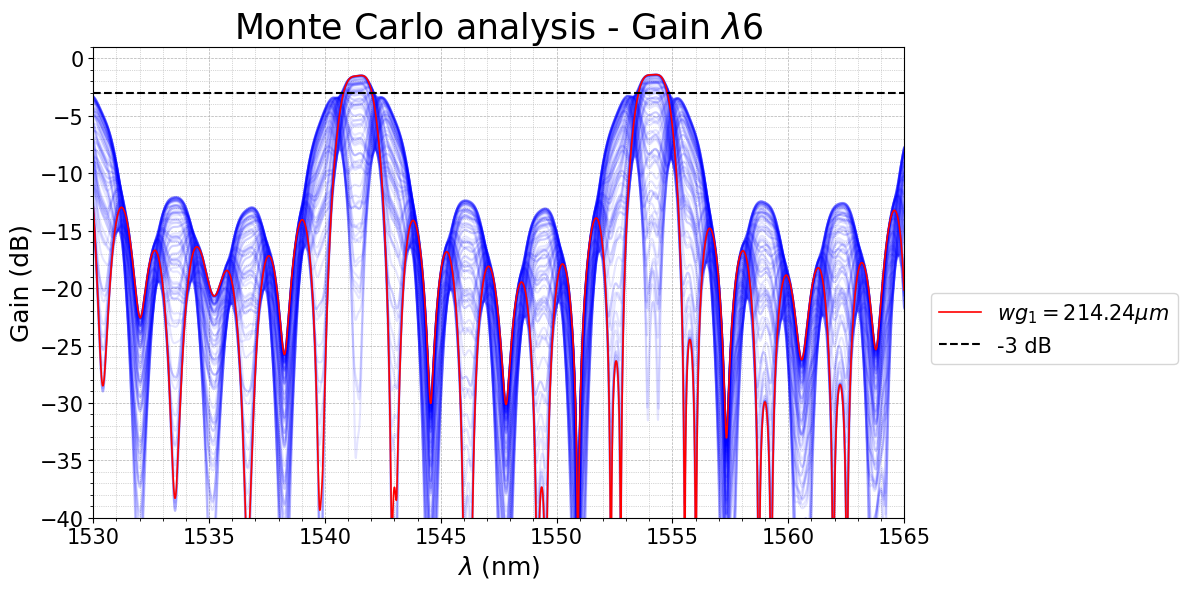 Monte Carlo analysis - Gain λ6
Gain (dB)
0
−5
−10
−15
−20
−25
−30
−35
−40
1530 1535 1540 1545 1550 1555 1560 1565
λ (nm)
wg₁ = 214.24μm
-3 dB